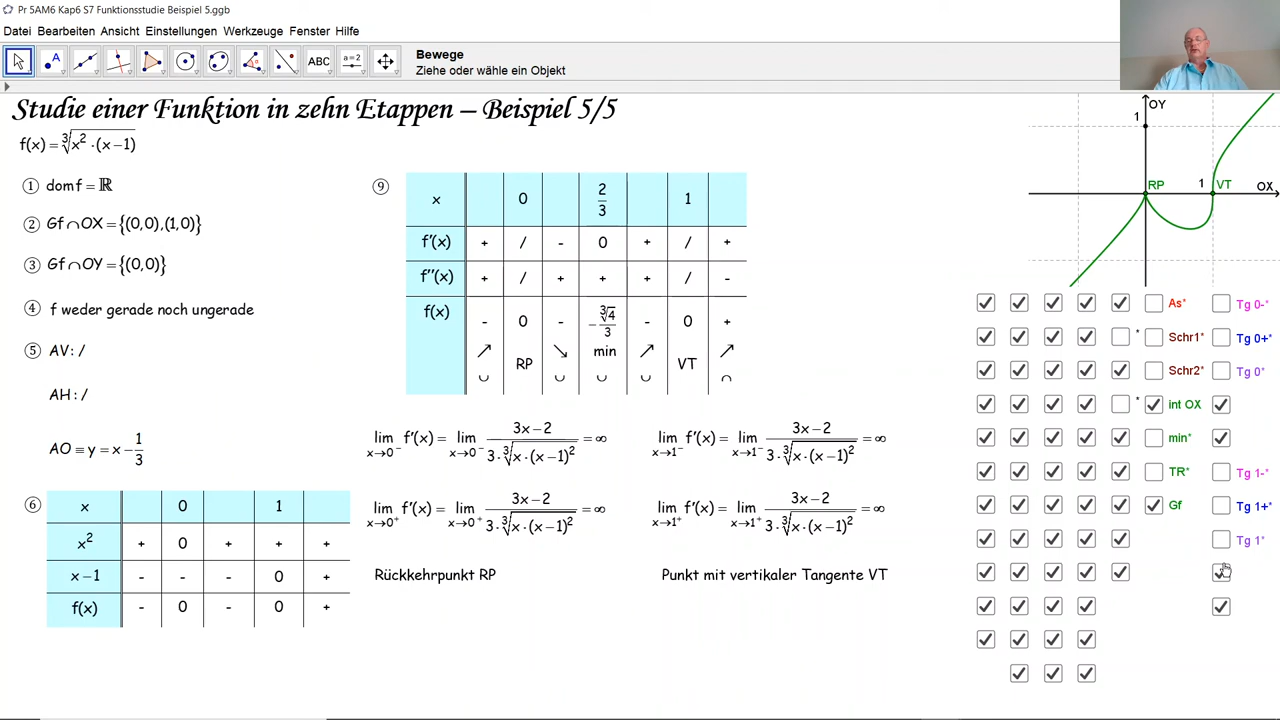 Pr 5AM6 Kap6 S7 Funktionsstudie Beispiel 5.ggb
Datei Bearbeiten Ansicht Einstellungen Werkzeuge Fenster Hilfe
A ABC a=2
Bewege
Ziehe oder wähle ein Objekt
Studie einer Funktion in zehn Etappen – Beispiel 5/5
f(x) = ∛(x² · (x−1))
① dom f = ℝ
② Gf ∩ OX = {(0,0),(1,0)}
③ Gf ∩ OY = {(0,0)}
④ f weder gerade noch ungerade
⑤ AV: /
AH: /
AO ≡ y = x − 1/3
⑥
x 0 1
x² + 0 + + +
x−1 - - - 0 +
f(x) - 0 - 0 +
⑨
x 0 2/3 1
f'(x) + / - 0 + / +
f''(x) + / + + + / -
f(x) - 0 - −∛4/3 - 0 +
↗ RP ↘ min ↗ VT ↗
∪ ∪ ∪ ∪ ∩
lim x→0⁻ f'(x) = lim x→0⁻ (3x−2)/(3·∛(x·(x−1)²)) = ∞
lim x→1⁻ f'(x) = lim x→1⁻ (3x−2)/(3·∛(x·(x−1)²)) = ∞
lim x→0⁺ f'(x) = lim x→0⁺ (3x−2)/(3·∛(x·(x−1)²)) = ∞
lim x→1⁺ f'(x) = lim x→1⁺ (3x−2)/(3·∛(x·(x−1)²)) = ∞
Rückkehrpunkt RP
Punkt mit vertikaler Tangente VT
OY
1
RP 1 VT OX
As* Tg 0-*
* Schr1* Tg 0+*
Schr2* Tg 0*
* int OX
min*
TR* Tg 1-*
Gf Tg 1+*
Tg 1*